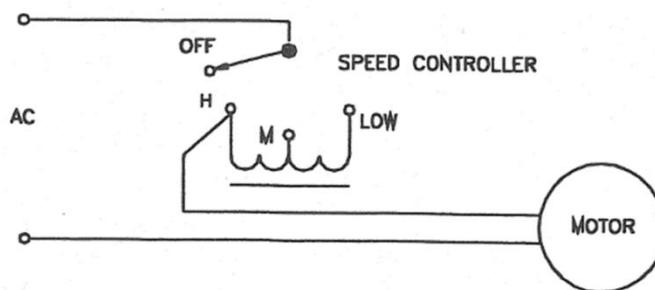 OFF
SPEED CONTROLLER
H
AC
M
LOW
MOTOR